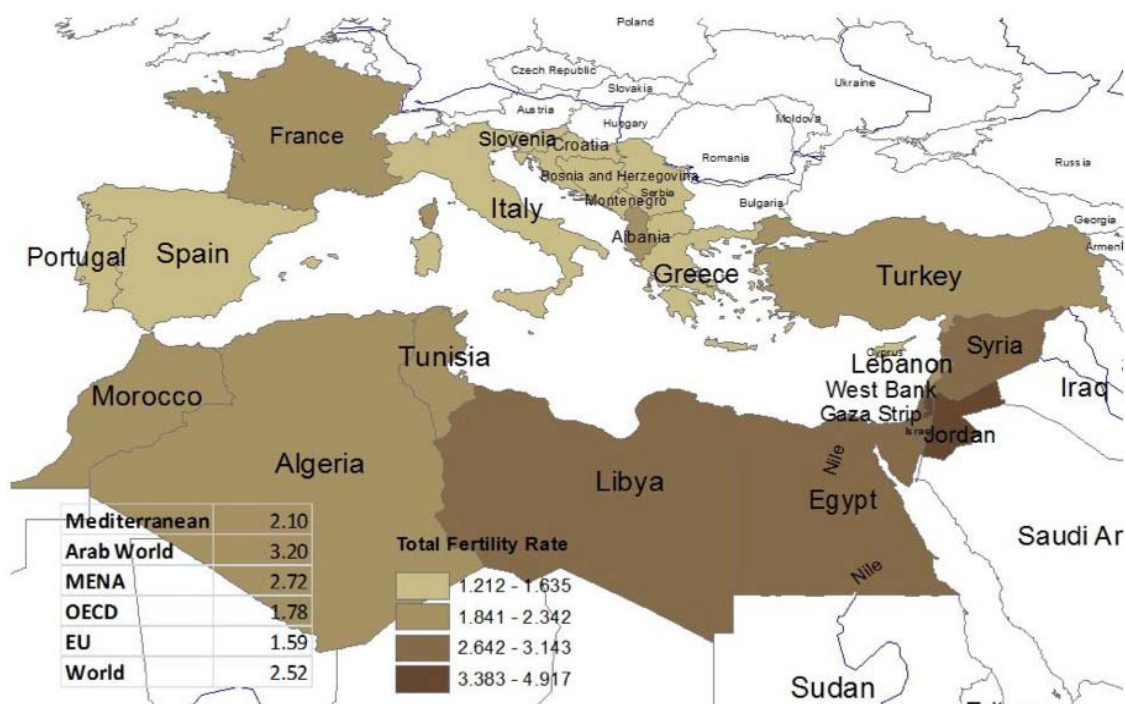 Poland
Czech Republic
Slovakia
Ukraine
Austria
Hungary
Moldova
France
Slovenia
Croatia
Romania
Russia
Bosnia and Herzegovina
Serbia
Montenegro
Bulgaria
Italy
Georgia
Albania
Portugal
Spain
Greece
Turkey
Tunisia
Cyprus
Syria
Lebanon
Morocco
West Bank
Iraq
Gaza Strip
Israel
Jordan
Algeria
Libya
Nile
Egypt
Saudi Ar
Nile
Sudan
Mediterranean 2.10
Arab World 3.20
MENA 2.72
OECD 1.78
EU 1.59
World 2.52
Total Fertility Rate
1.212 - 1.635
1.841 - 2.342
2.642 - 3.143
3.383 - 4.917